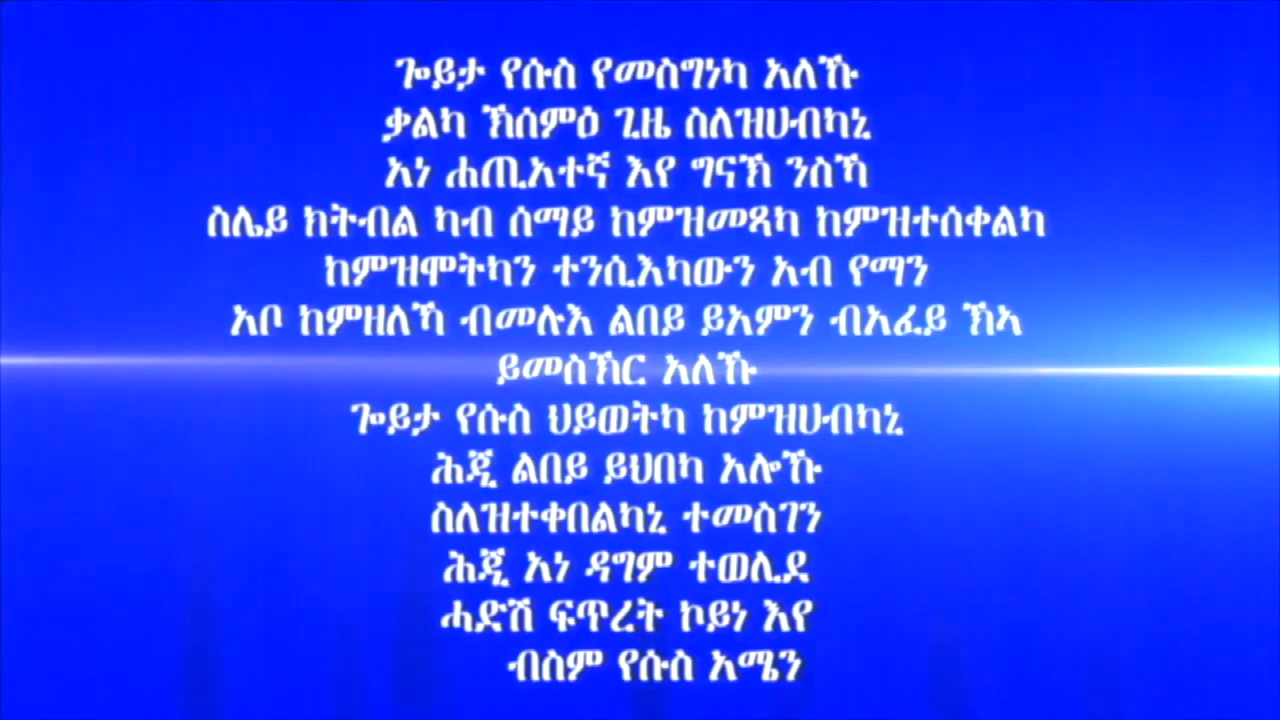 ጐይታ የሱስ የመስግነካ አለኹ
ቃልካ ኽሰምዕ ጊዜ ስለዝሀብካኒ
አነ ሐጢአተኛ እየ ግናኽ ንስኻ
ስሌይ ክትብል ካብ ሰማይ ከምዝመጻካ ከምዝተሰቀልካ
ከምዝሞትካን ተንሲእካውን አብ የማን
አቦ ከምዘለኻ ብመሉእ ልበይ ይአምን ብአፈይ ኽኣ
ይመስኽር አለኹ
ጐይታ የሱስ ህይወትካ ከምዝሀብካኒ
ሕጂ ልበይ ይህበካ አሎኹ
ስለዝተቀበልካኒ ተመስገን
ሕጂ አነ ዳግም ተወሊደ
ሓድሽ ፍጥረት ኮይነ እየ
ብስም የሱስ አሜን